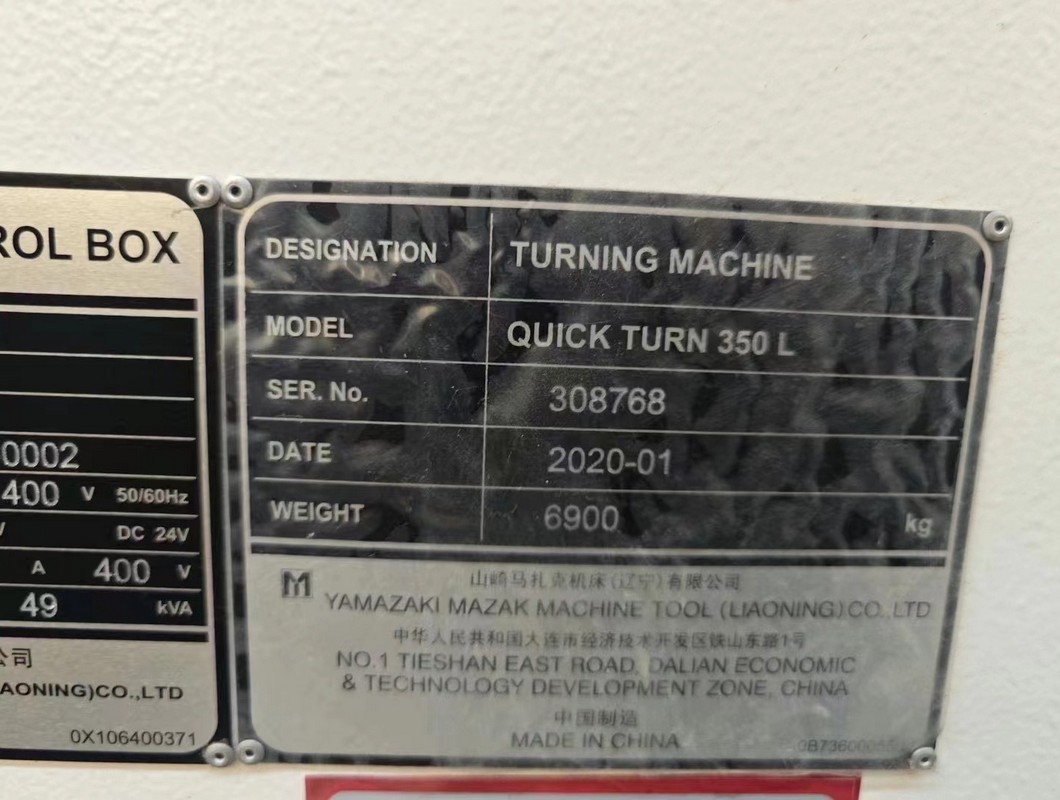 ROL BOX
0002
400 V 50/60Hz
DC 24V
A 400 V
49 kVA
公司
AONING)CO.,LTD
0X106400371
DESIGNATION TURNING MACHINE
MODEL QUICK TURN 350 L
SER. No. 308768
DATE 2020-01
WEIGHT 6900 kg
山崎马扎克机床(辽宁)有限公司
YAMAZAKI MAZAK MACHINE TOOL (LIAONING) CO.,LTD
中华人民共和国大连市经济技术开发区铁山东路1号
NO.1 TIESHAN EAST ROAD, DALIAN ECONOMIC
& TECHNOLOGY DEVELOPMENT ZONE, CHINA
中国制造
MADE IN CHINA